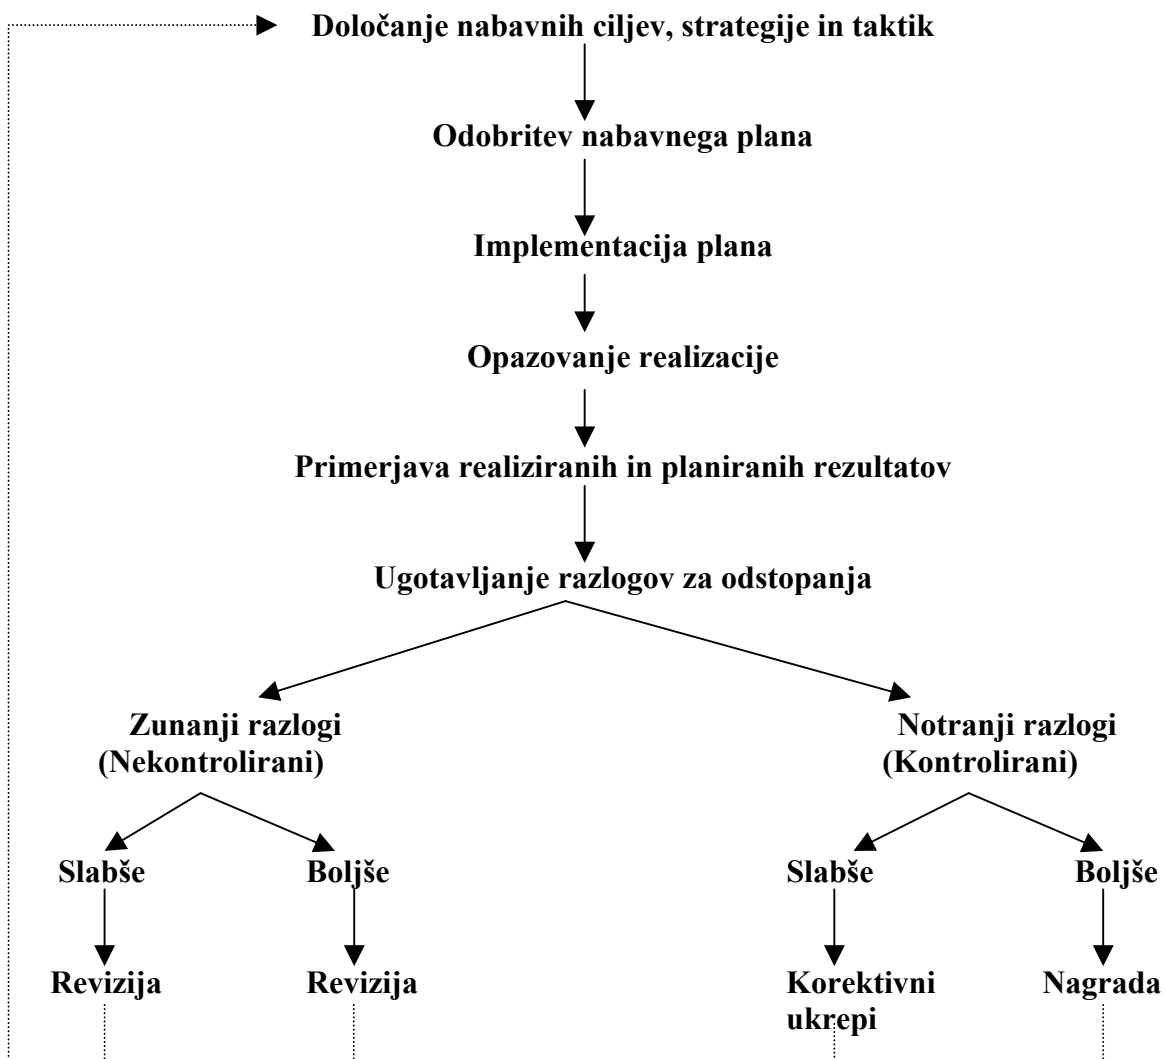 Določanje nabavnih ciljev, strategije in taktik
Odobritev nabavnega plana
Implementacija plana
Opazovanje realizacije
Primerjava realiziranih in planiranih rezultatov
Ugotavljanje razlogov za odstopanja
Zunanji razlogi
(Nekontrolirani)
Notranji razlogi
(Kontrolirani)
Slabše
Boljše
Slabše
Boljše
Revizija
Revizija
Korektivni
ukrepi
Nagrada